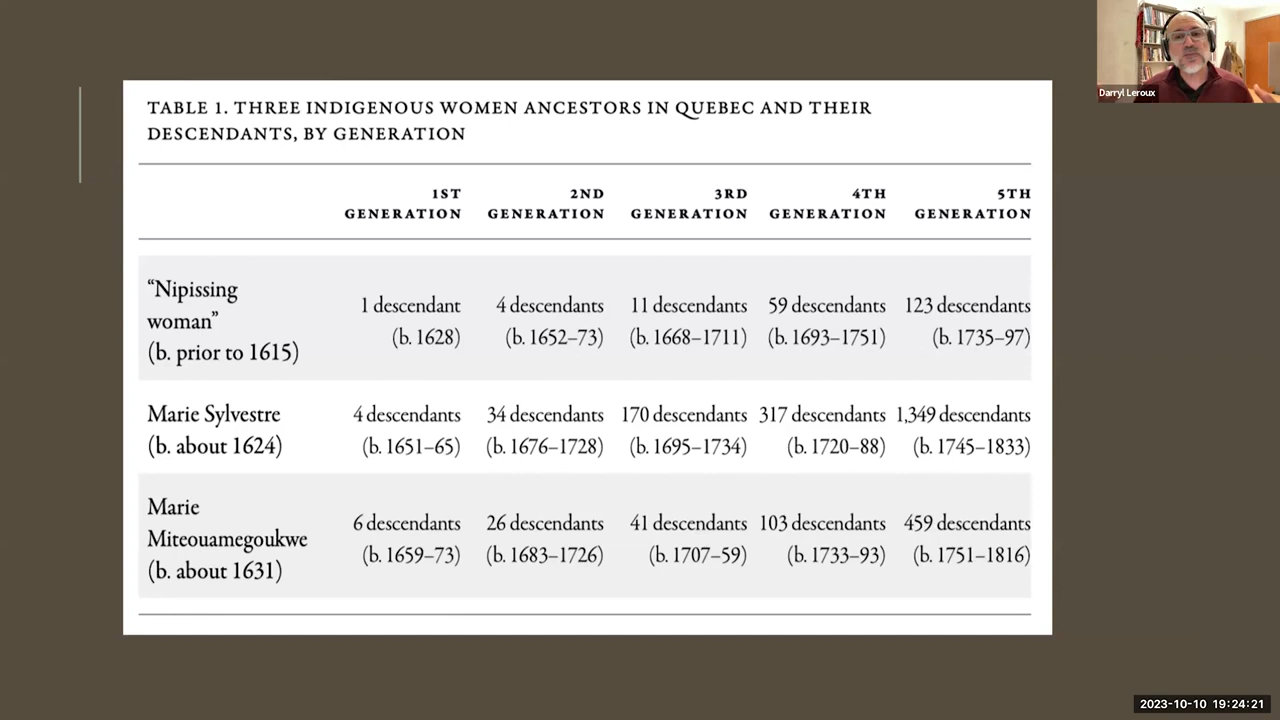 Darryl Leroux
TABLE 1. THREE INDIGENOUS WOMEN ANCESTORS IN QUEBEC AND THEIR
DESCENDANTS, BY GENERATION
1ST 2ND 3RD 4TH 5TH
GENERATION GENERATION GENERATION GENERATION GENERATION
“Nipissing
woman”
(b. prior to 1615)
1 descendant 4 descendants 11 descendants 59 descendants 123 descendants
(b. 1628) (b. 1652–73) (b. 1668–1711) (b. 1693–1751) (b. 1735–97)
Marie Sylvestre 4 descendants 34 descendants 170 descendants 317 descendants 1,349 descendants
(b. about 1624) (b. 1651–65) (b. 1676–1728) (b. 1695–1734) (b. 1720–88) (b. 1745–1833)
Marie
Miteouamegoukwe
(b. about 1631)
6 descendants 26 descendants 41 descendants 103 descendants 459 descendants
(b. 1659–73) (b. 1683–1726) (b. 1707–59) (b. 1733–93) (b. 1751–1816)
2023-10-10 19:24:21